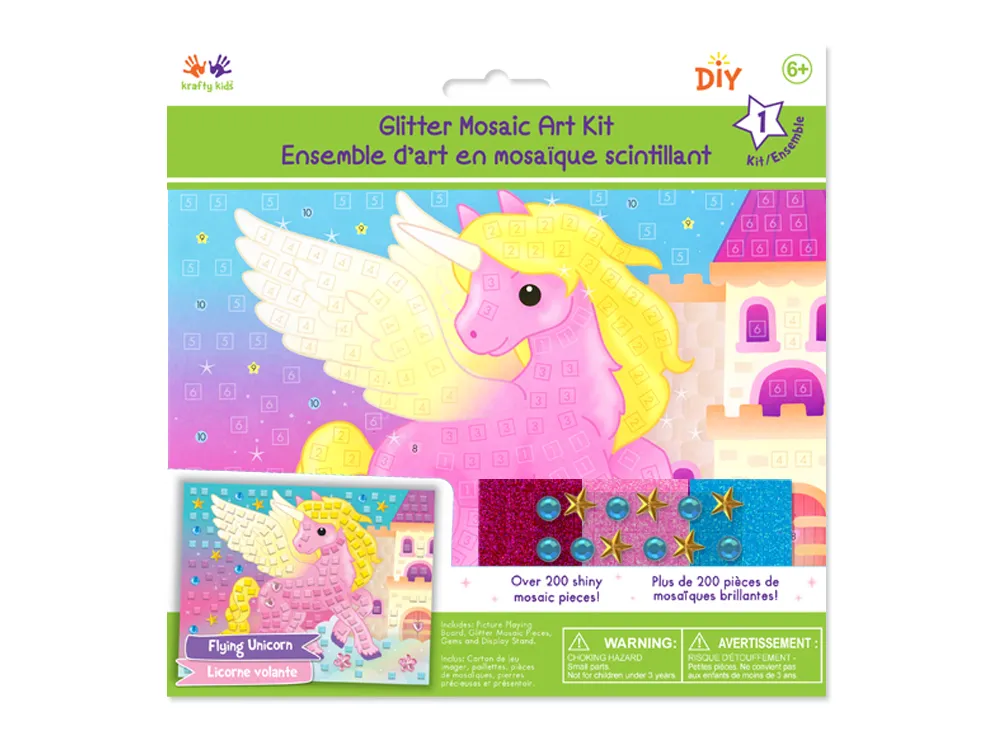 krafty kids
DiY
6+
Glitter Mosaic Art Kit
Ensemble d'art en mosaïque scintillant
1
Kit/Ensemble
Over 200 shiny
mosaic pieces!
Plus de 200 pièces de
mosaïques brillantes!
Flying Unicorn
Licorne volante
Includes: Picture Playing
Board, Glitter Mosaic Pieces,
Gems and Display Stand.
Inclus: Carton de jeu
imager, paillettes, pièces
de mosaïques, pierres
précieuses et présentoir.
WARNING:
CHOKING HAZARD
Small parts.
Not for children under 3 years
AVERTISSEMENT :
RISQUE D'ÉTOUFFEMENT -
Petites pièces. Ne convient pas
aux enfants de moins de 3 ans